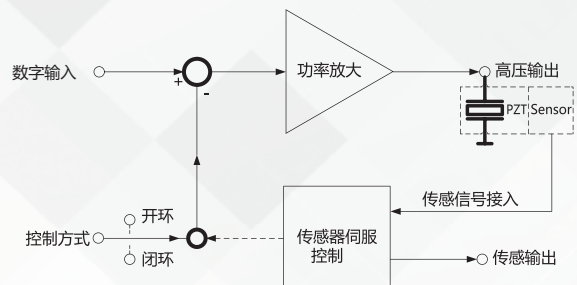 数字输入
+
-
功率放大
高压输出
PZT
Sensor
传感信号接入
控制方式
开环
闭环
传感器伺服
控制
传感输出